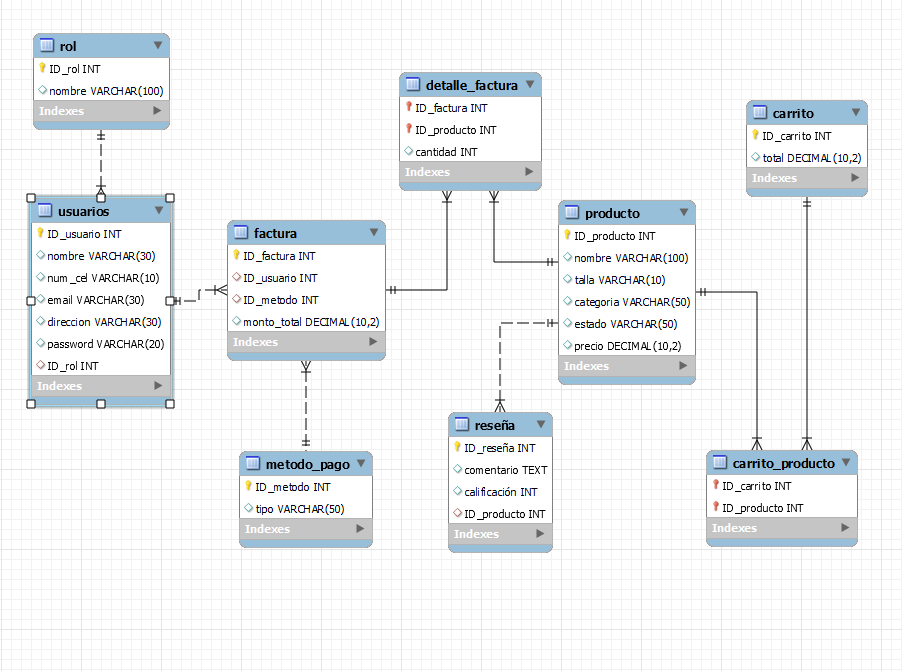 rol
ID_rol INT
nombre VARCHAR(100)
Indexes
usuarios
ID_usuario INT
nombre VARCHAR(30)
num_cel VARCHAR(10)
email VARCHAR(30)
direccion VARCHAR(30)
password VARCHAR(20)
ID_rol INT
Indexes
factura
ID_factura INT
ID_usuario INT
ID_metodo INT
monto_total DECIMAL(10,2)
Indexes
metodo_pago
ID_metodo INT
tipo VARCHAR(50)
Indexes
detalle_factura
ID_factura INT
ID_producto INT
cantidad INT
Indexes
producto
ID_producto INT
nombre VARCHAR(100)
talla VARCHAR(10)
categoria VARCHAR(50)
estado VARCHAR(50)
precio DECIMAL(10,2)
Indexes
reseña
ID_reseña INT
comentario TEXT
calificación INT
ID_producto INT
Indexes
carrito
ID_carrito INT
total DECIMAL(10,2)
Indexes
carrito_producto
ID_carrito INT
ID_producto INT
Indexes